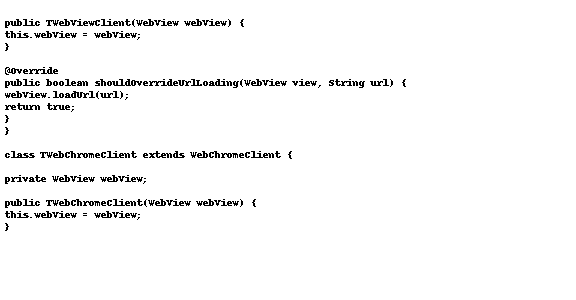 public TWebViewClient(WebView webView) {
this.webView = webView;
}
@Override
public boolean shouldOverrideUrlLoading(WebView view, String url) {
webView.loadUrl(url);
return true;
}
}
class TWebChromeClient extends WebChromeClient {
private WebView webView;
public TWebChromeClient(WebView webView) {
this.webView = webView;
}